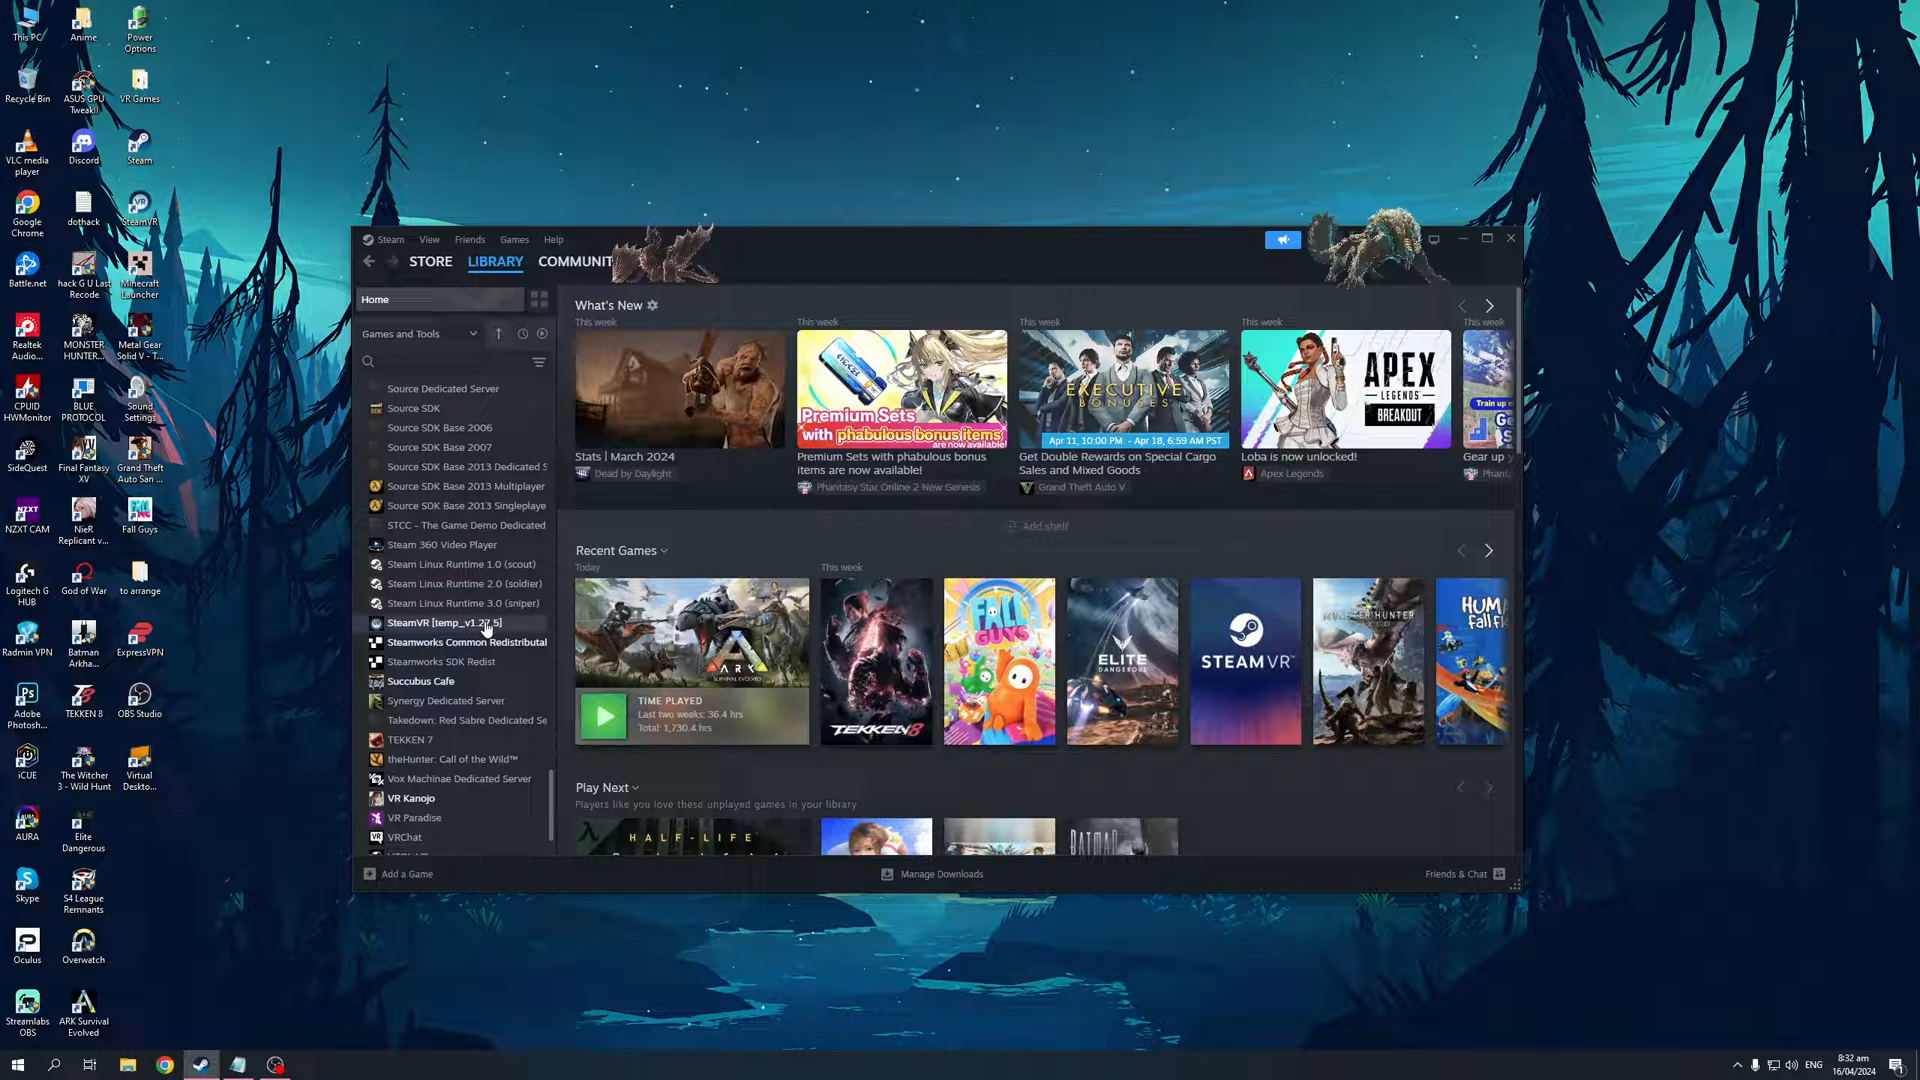 This PC
Anime
Power
Options
Recycle Bin
ASUS GPU
TweakII
VR Games
VLC media
player
Discord
Steam
Google
Chrome
dothack
SteamVR
Battle.net
hack G U Last
Recode
Minecraft
Launcher
Realtek
Audio...
MONSTER
HUNTER...
Metal Gear
Solid V - T...
CPUID
HWMonitor
BLUE
PROTOCOL
Sound
Settings
SideQuest
Final Fantasy
XV
Grand Theft
Auto San ...
NZXT CAM
NieR
Replicant v...
Fall Guys
Logitech G
HUB
God of War
to arrange
Radmin VPN
Batman
Arkha...
ExpressVPN
Adobe
Photosh...
TEKKEN 8
OBS Studio
iCUE
The Witcher
3 - Wild Hunt
Virtual
Deskto...
AURA
Elite
Dangerous
Skype
S4 League
Remnants
Oculus
Overwatch
Streamlabs
OBS
ARK Survival
Evolved
Steam View Friends Games Help
STORE LIBRARY COMMUNIT
Home
Games and Tools
Source Dedicated Server
Source SDK
Source SDK Base 2006
Source SDK Base 2007
Source SDK Base 2013 Dedicated S
Source SDK Base 2013 Multiplayer
Source SDK Base 2013 Singleplaye
STCC - The Game Demo Dedicated
Steam 360 Video Player
Steam Linux Runtime 1.0 (scout)
Steam Linux Runtime 2.0 (soldier)
Steam Linux Runtime 3.0 (sniper)
SteamVR [temp_v1.27.5]
Steamworks Common Redistributal
Steamworks SDK Redist
Succubus Cafe
Synergy Dedicated Server
Takedown: Red Sabre Dedicated Se
TEKKEN 7
theHunter: Call of the Wild™
Vox Machinae Dedicated Server
VR Kanojo
VR Paradise
VRChat
What's New
This week
This week
This week
This week
This week
Premium Sets
with phabulous bonus items
are now available!
EXECUTIVE
BONUSES
Apr 11, 10:00 PM - Apr 18, 6:59 AM PST
APEX
LEGENDS
BREAKOUT
Train up
Stats | March 2024
Dead by Daylight
Premium Sets with phabulous bonus
items are now available!
Phantasy Star Online 2 New Genesis
Get Double Rewards on Special Cargo
Sales and Mixed Goods
Grand Theft Auto V
Loba is now unlocked!
Apex Legends
Gear up y
Phanta
Add shelf
Recent Games
Today
This week
ARK
SURVIVAL EVOLVED
TEKKEN 8
FALL
GUYS
ELITE
DANGEROUS
STEAMVR™
MONSTER HUNTER
HUM
fall fl
TIME PLAYED
Last two weeks: 36.4 hrs
Total: 1,730.4 hrs
Play Next
Players like you love these unplayed games in your library
HALF-LIFE
BATMAN
Add a Game
Manage Downloads
Friends & Chat
ENG
8:32 am
16/04/2024